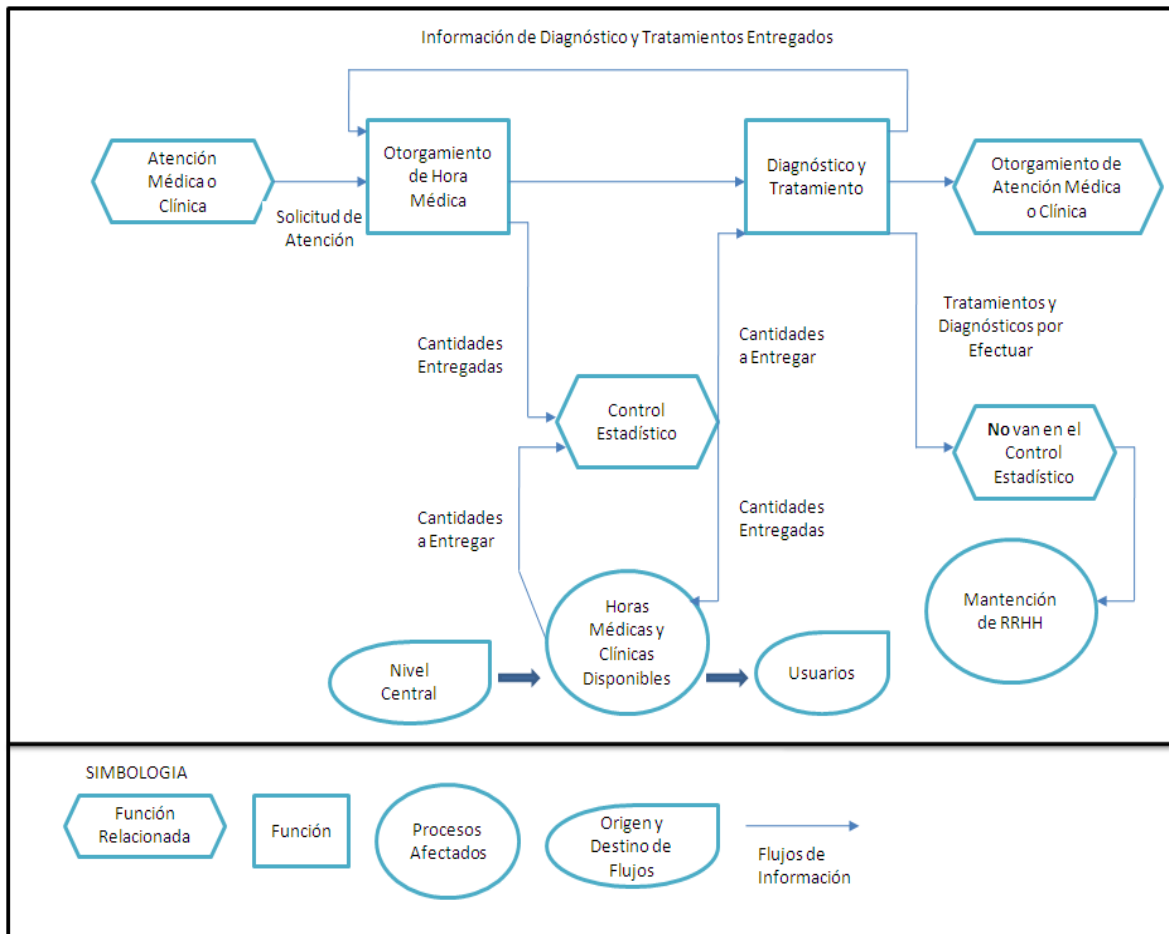 Información de Diagnóstico y Tratamientos Entregados
Atención
Médica o
Clínica
Solicitud de
Atención
Otorgamiento
de Hora
Médica
Diagnóstico y
Tratamiento
Otorgamiento de
Atención Médica
o Clínica
Cantidades
Entregadas
Cantidades
a Entregar
Tratamientos y
Diagnósticos por
Efectuar
Control
Estadístico
No van en el
Control
Estadístico
Cantidades
a Entregar
Cantidades
Entregadas
Horas
Médicas y
Clínicas
Disponibles
Mantención
de RRHH
Nivel
Central
Usuarios
SIMBOLOGIA
Función
Relacionada
Función
Procesos
Afectados
Origen y
Destino de
Flujos
Flujos de
Información